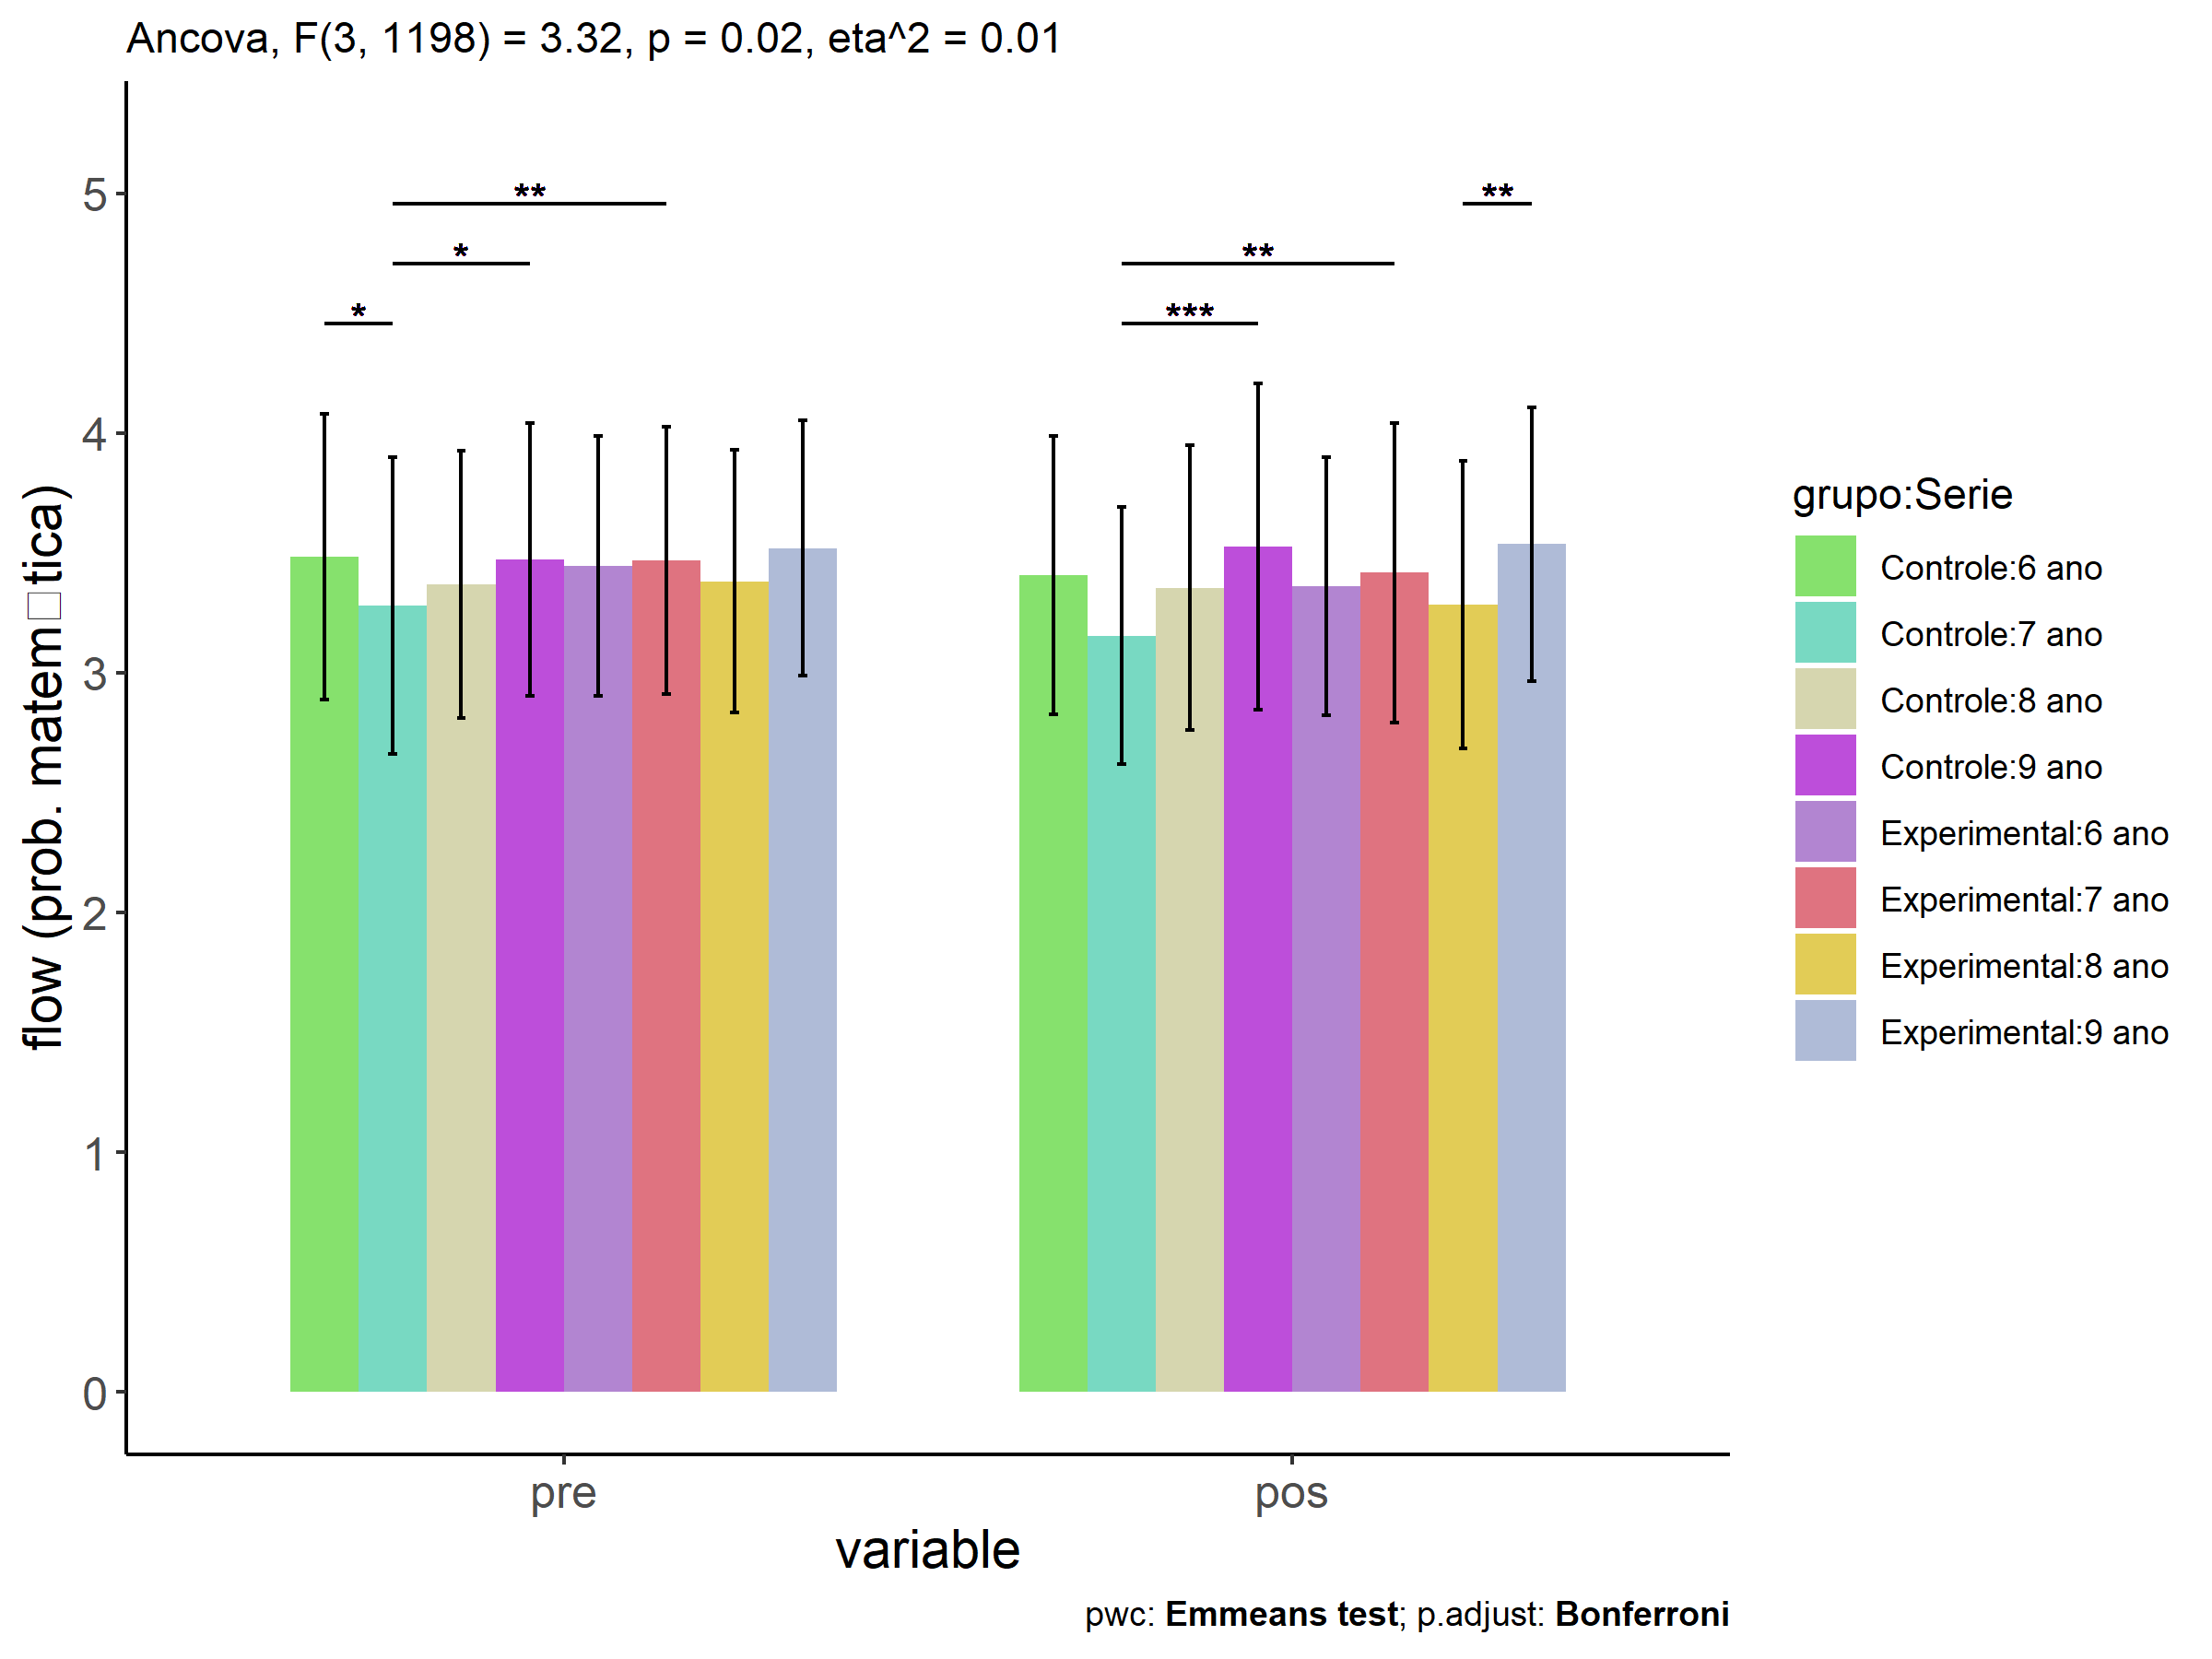 Ancova, F(3, 1198) = 3.32, p = 0.02, eta^2 = 0.01
flow (prob. matem□tica)
5
4
3
2
1
0
**
*
*
**
**
***
pre
pos
variable
grupo:Serie
Controle:6 ano
Controle:7 ano
Controle:8 ano
Controle:9 ano
Experimental:6 ano
Experimental:7 ano
Experimental:8 ano
Experimental:9 ano
pwc: Emmeans test; p.adjust: Bonferroni